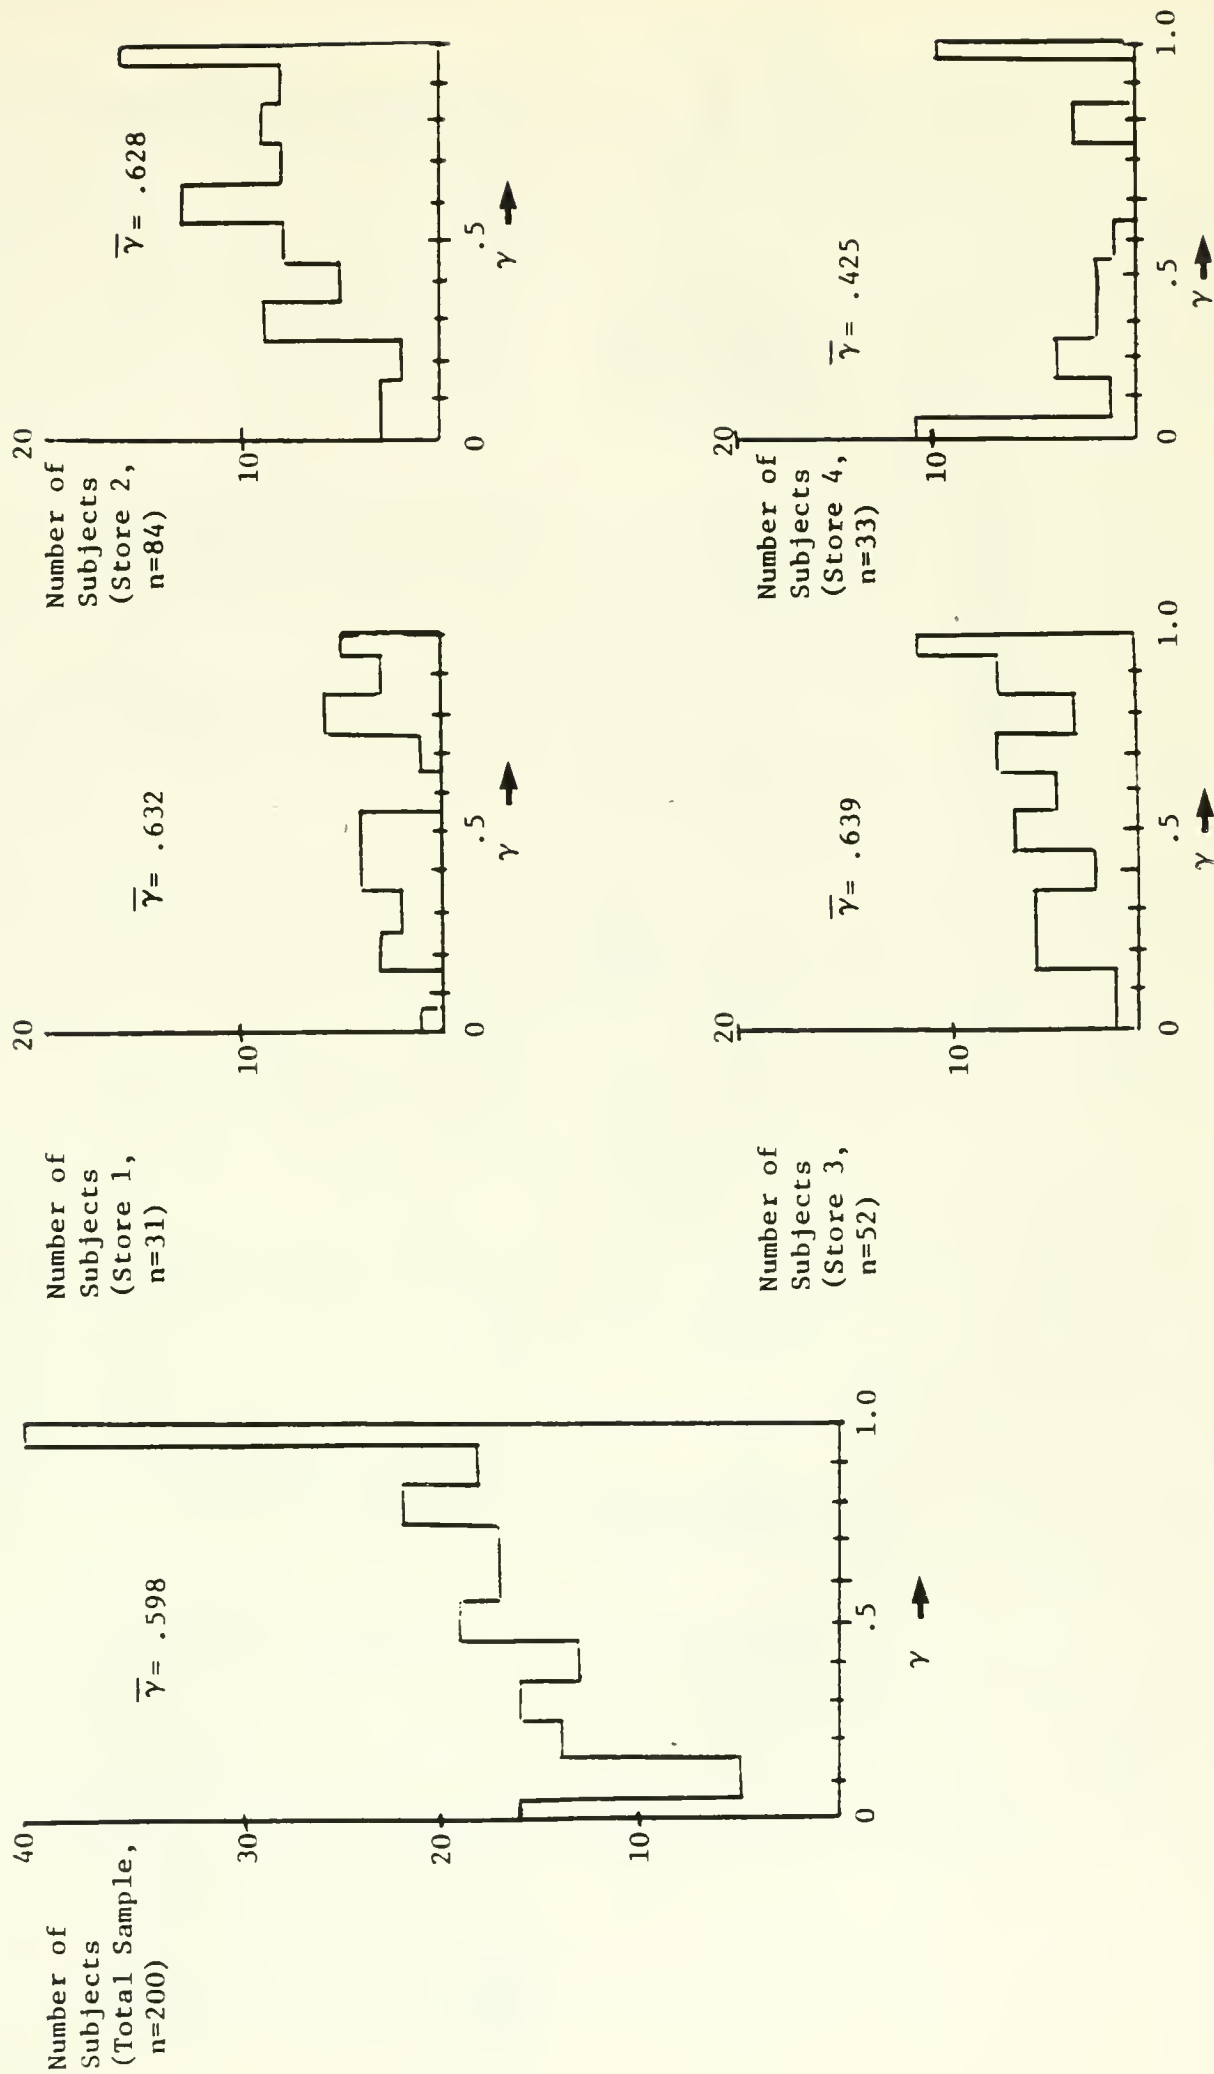 Number of
Subjects
(Total Sample,
n=200)
40
30
20
10
γ̅ = .598
0
.5
1.0
γ
Number of
Subjects
(Store 1,
n=31)
20
10
γ̅ = .632
0
.5
γ
Number of
Subjects
(Store 2,
n=84)
20
10
γ̅ = .628
0
.5
γ
Number of
Subjects
(Store 3,
n=52)
20
10
γ̅ = .639
0
.5
1.0
γ
Number of
Subjects
(Store 4,
n=33)
20
10
γ̅ = .425
0
.5
1.0
γ